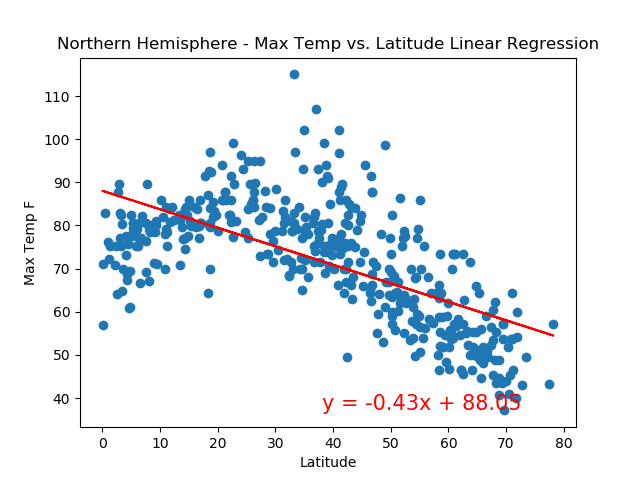 Northern Hemisphere - Max Temp vs. Latitude Linear Regression
110
100
90
80
70
60
50
40
Max Temp F
y = -0.43x + 88.05
0 10 20 30 40 50 60 70 80
Latitude